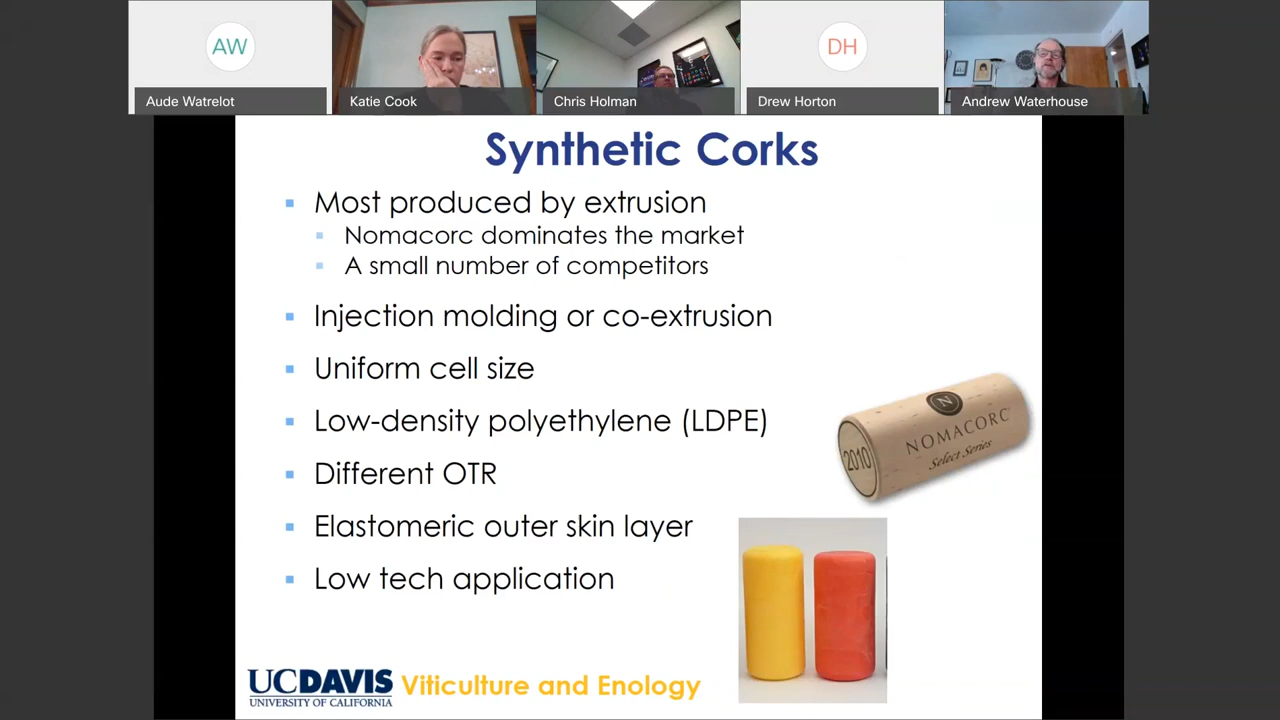 AW
DH
Aude Watrelot
Katie Cook
Chris Holman
Drew Horton
Andrew Waterhouse
Synthetic Corks
Most produced by extrusion
Nomacorc dominates the market
A small number of competitors
Injection molding or co-extrusion
Uniform cell size
Low-density polyethylene (LDPE)
Different OTR
Elastomeric outer skin layer
Low tech application
N
NOMACORC
Select Series
2010
UCDAVIS
UNIVERSITY OF CALIFORNIA
Viticulture and Enology